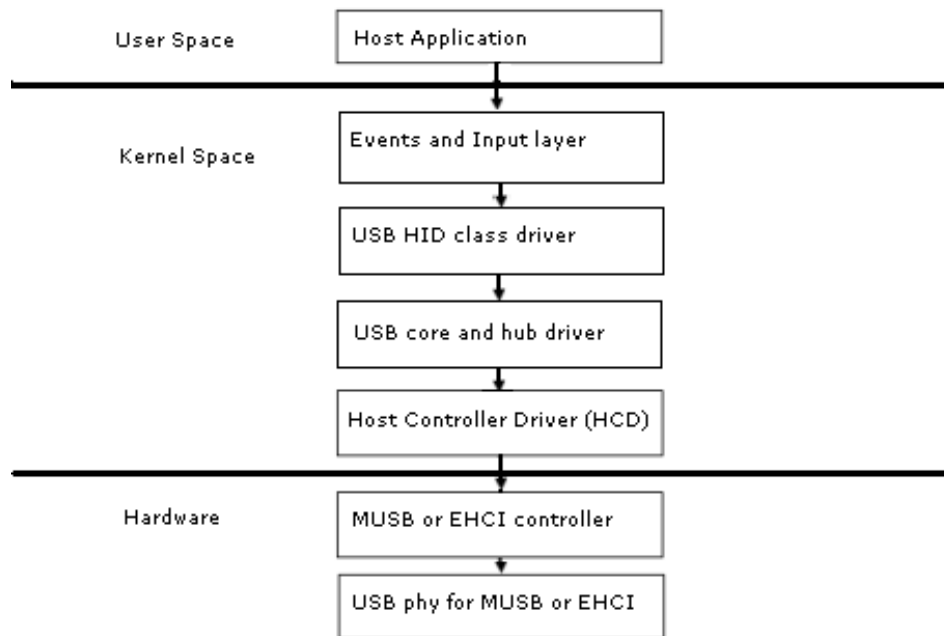 User Space
Host Application
Events and Input layer
Kernel Space
USB HID class driver
USB core and hub driver
Host Controller Driver (HCD)
Hardware
MUSB or EHCI controller
USB phy for MUSB or EHCI